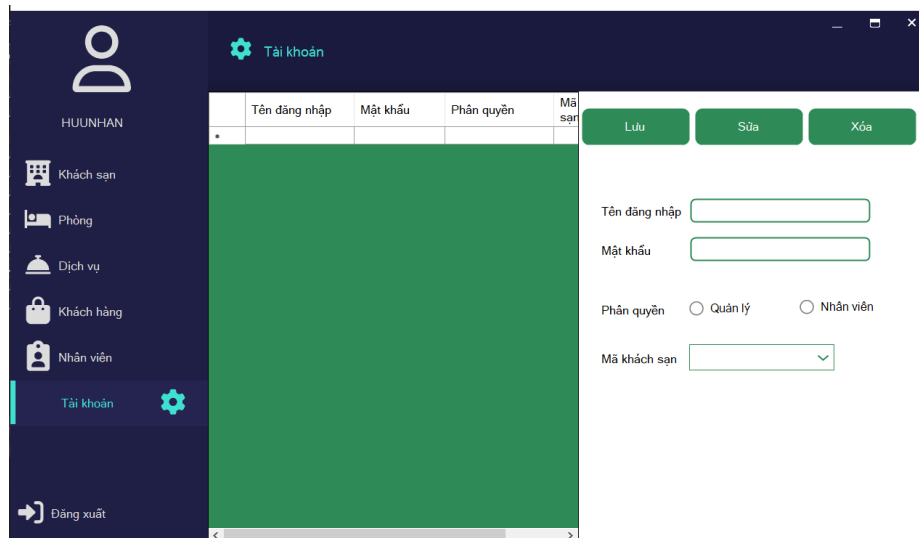 Tài khoản
HUUNHAN
Khách sạn
Phòng
Dịch vụ
Khách hàng
Nhân viên
Tài khoản
Đăng xuất
Tên đăng nhập Mật khẩu Phân quyền Mã
sạn
Lưu Sửa Xóa
Tên đăng nhập
Mật khẩu
Phân quyền Quản lý Nhân viên
Mã khách sạn